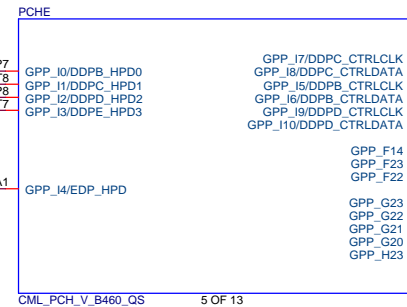 PCHE
GPP_I7/DDPC_CTRLCLK
GPP_I8/DDPC_CTRLDATA
GPP_I5/DDPB_CTRLCLK
GPP_I6/DDPB_CTRLDATA
GPP_I9/DDPD_CTRLCLK
GPP_I10/DDPD_CTRLDATA
GPP_I0/DDPB_HPD0
GPP_I1/DDPC_HPD1
GPP_I2/DDPD_HPD2
GPP_I3/DDPE_HPD3
GPP_F14
GPP_F23
GPP_F22
GPP_I4/EDP_HPD
GPP_G23
GPP_G22
GPP_G21
GPP_G20
GPP_H23
CML_PCH_V_B460_QS 5 OF 13